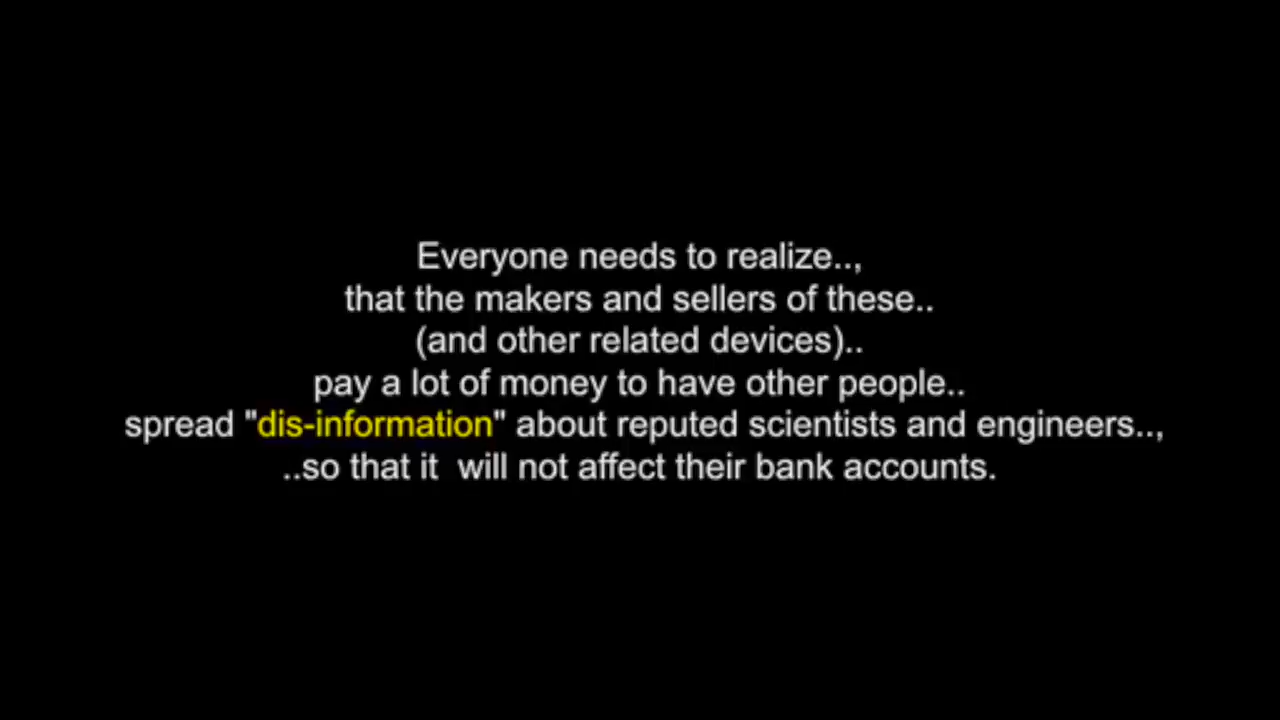 Everyone needs to realize..,
that the makers and sellers of these..
(and other related devices)..
pay a lot of money to have other people..
spread "dis-information" about reputed scientists and engineers..,
..so that it  will not affect their bank accounts.